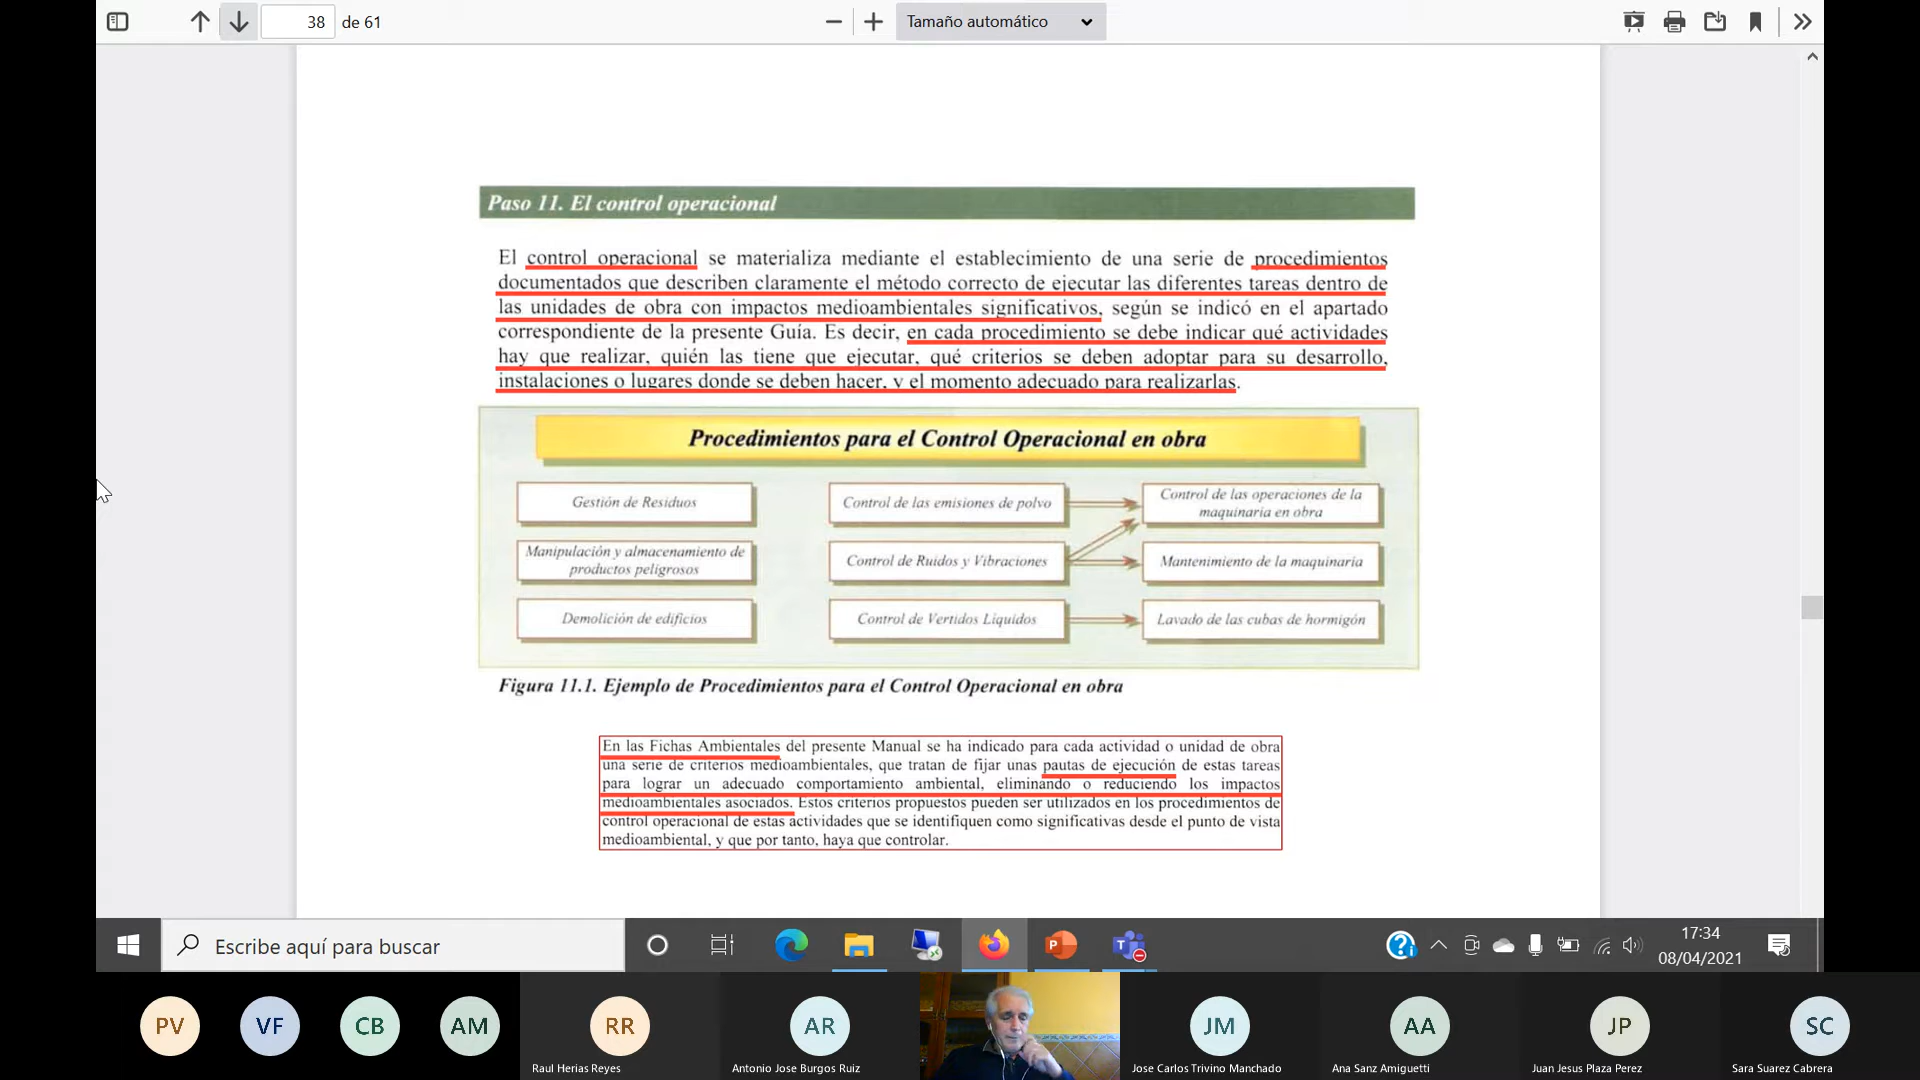 38 de 61
Tamaño automático
Paso 11. El control operacional
El control operacional se materializa mediante el establecimiento de una serie de procedimientos
documentados que describen claramente el método correcto de ejecutar las diferentes tareas dentro de
las unidades de obra con impactos medioambientales significativos, según se indicó en el apartado
correspondiente de la presente Guía. Es decir, en cada procedimiento se debe indicar qué actividades
hay que realizar, quién las tiene que ejecutar, qué criterios se deben adoptar para su desarrollo,
instalaciones o lugares donde se deben hacer, y el momento adecuado para realizarlas.
Procedimientos para el Control Operacional en obra
Gestión de Residuos
Control de las emisiones de polvo
Control de las operaciones de la
maquinaria en obra
Manipulación y almacenamiento de
productos peligrosos
Control de Ruidos y Vibraciones
Mantenimiento de la maquinaria
Demolición de edificios
Control de Vertidos Líquidos
Lavado de las cubas de hormigón
Figura 11.1. Ejemplo de Procedimientos para el Control Operacional en obra
En las Fichas Ambientales del presente Manual se ha indicado para cada actividad o unidad de obra
una serie de criterios medioambientales, que tratan de fijar unas pautas de ejecución de estas tareas
para lograr un adecuado comportamiento ambiental, eliminando o reduciendo los impactos
medioambientales asociados. Estos criterios propuestos pueden ser utilizados en los procedimientos de
control operacional de estas actividades que se identifiquen como significativas desde el punto de vista
medioambiental, y que por tanto, haya que controlar.
Escribe aquí para buscar
17:34
08/04/2021
PV
VF
CB
AM
RR
AR
JM
AA
JP
SC
Raul Herias Reyes
Antonio Jose Burgos Ruiz
Jose Carlos Trivino Manchado
Ana Sanz Amiguetti
Juan Jesus Plaza Perez
Sara Suarez Cabrera